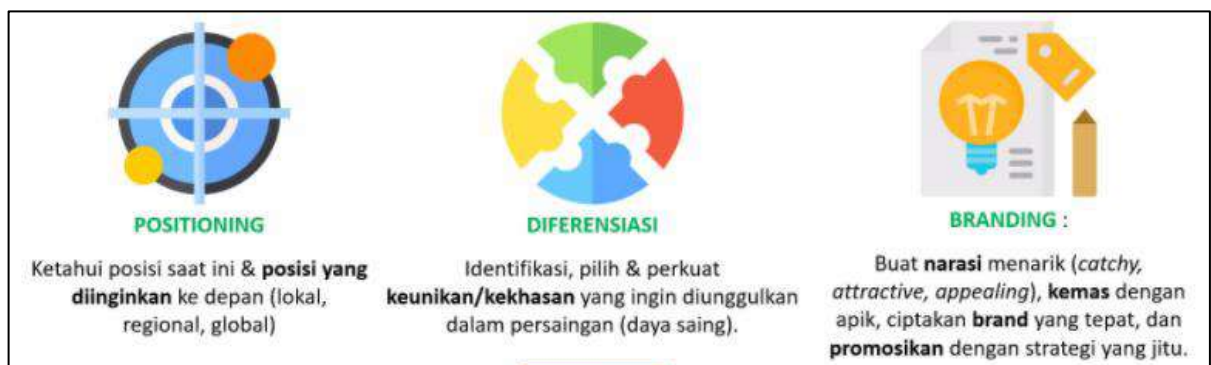 POSITIONING
Ketahui posisi saat ini & posisi yang
diinginkan ke depan (lokal,
regional, global)
DIFERENSIASI
Identifikasi, pilih & perkuat
keunikan/kekhasan yang ingin diunggulkan
dalam persaingan (daya saing).
BRANDING :
Buat narasi menarik (catchy,
attractive, appealing), kemas dengan
apik, ciptakan brand yang tepat, dan
promosikan dengan strategi yang jitu.